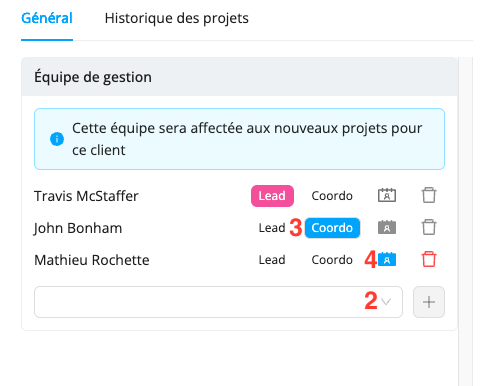 Général Historique des projets
Équipe de gestion
Cette équipe sera affectée aux nouveaux projets pour
ce client
Travis McStaffer Lead Coordo
John Bonham Lead 3 Coordo
Mathieu Rochette Lead Coordo 4
2